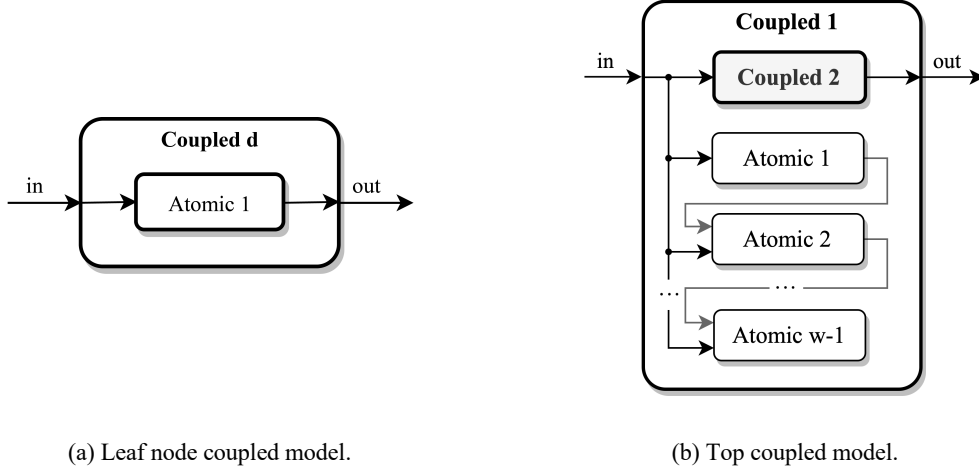 Coupled d
in
Atomic 1
out
(a) Leaf node coupled model.
Coupled 1
in
Coupled 2
out
Atomic 1
Atomic 2
...
...
Atomic w-1
(b) Top coupled model.